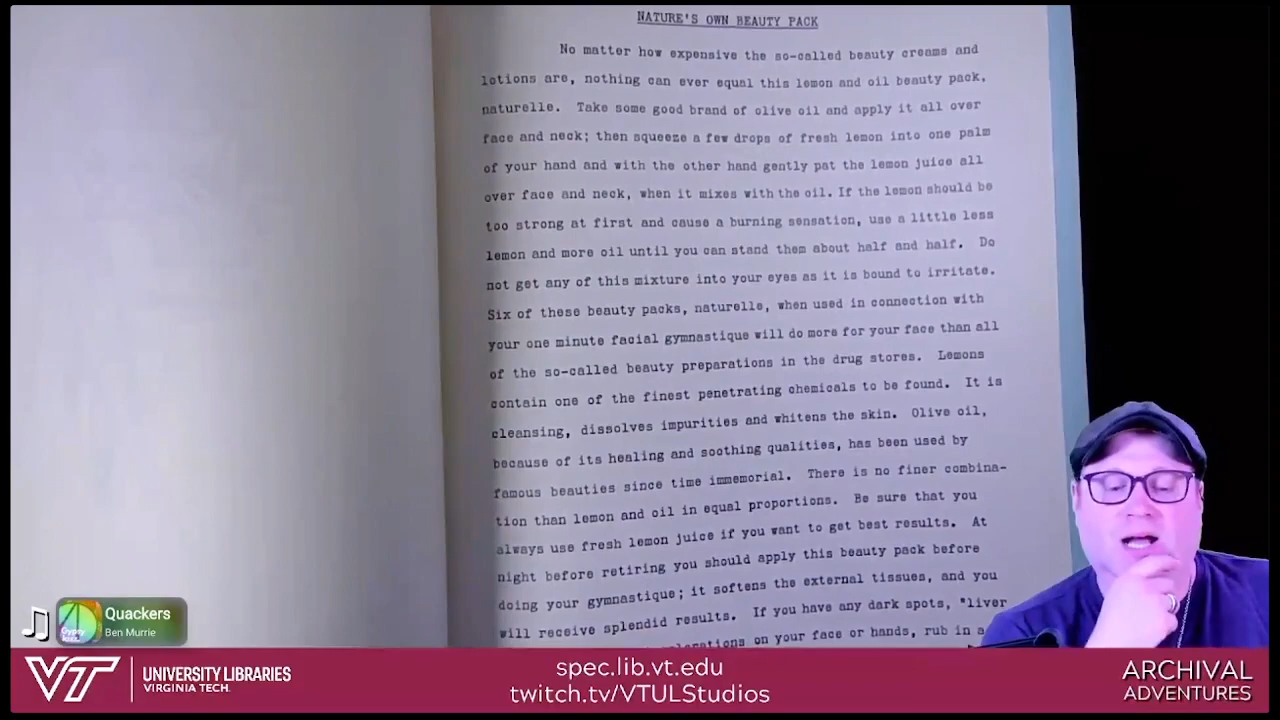 NATURE'S OWN BEAUTY PACK
No matter how expensive the so-called beauty creams and
lotions are, nothing can ever equal this lemon and oil beauty pack,
naturelle. Take some good brand of olive oil and apply it all over
face and neck; then squeeze a few drops of fresh lemon into one palm
of your hand and with the other hand gently pat the lemon juice all
over face and neck, when it mixes with the oil. If the lemon should be
too strong at first and cause a burning sensation, use a little less
lemon and more oil until you can stand them about half and half. Do
not get any of this mixture into your eyes as it is bound to irritate.
Six of these beauty packs, naturelle, when used in connection with
your one minute facial gymnastique will do more for your face than all
of the so-called beauty preparations in the drug stores. Lemons
contain one of the finest penetrating chemicals to be found. It is
cleansing, dissolves impurities and whitens the skin. Olive oil,
because of its healing and soothing qualities, has been used by
famous beauties since time immemorial. There is no finer combina-
tion than lemon and oil in equal proportions. Be sure that you
always use fresh lemon juice if you want to get best results. At
night before retiring you should apply this beauty pack before
doing your gymnastique; it softens the external tissues, and you
will receive splendid results. If you have any dark spots, "liver
on your face or hands, rub in a
Quackers
Ben Murrie
VT UNIVERSITY LIBRARIES
VIRGINIA TECH.
spec.lib.vt.edu
twitch.tv/VTULStudios
ARCHIVAL
ADVENTURES